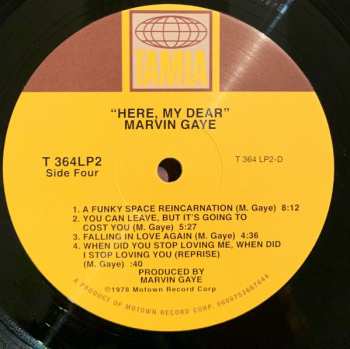 TAMLA
"HERE, MY DEAR"
MARVIN GAYE
T 364LP2
Side Four
T 364 LP2-D
1. A FUNKY SPACE REINCARNATION (M. Gaye) 8:12
2. YOU CAN LEAVE, BUT IT'S GOING TO
COST YOU (M. Gaye) 5:27
3. FALLING IN LOVE AGAIN (M. Gaye) 4:36
4. WHEN DID YOU STOP LOVING ME, WHEN DID
I STOP LOVING YOU (REPRISE)
(M. Gaye) :40
PRODUCED BY
MARVIN GAYE
©1978 Motown Record Corp
A PRODUCT OF MOTOWN RECORD CORP.